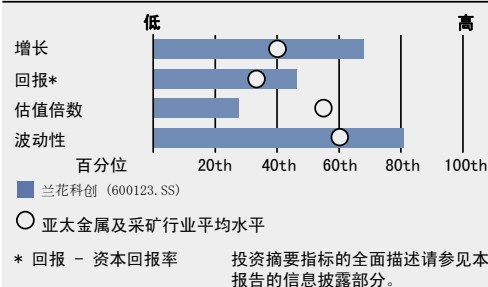 低 高
增长
回报*
估值倍数
波动性
百分位 20th 40th 60th 80th 100th
兰花科创 (600123.SS)
亚太金属及采矿行业平均水平
* 回报 - 资本回报率 投资摘要指标的全面描述请参见本
报告的信息披露部分。